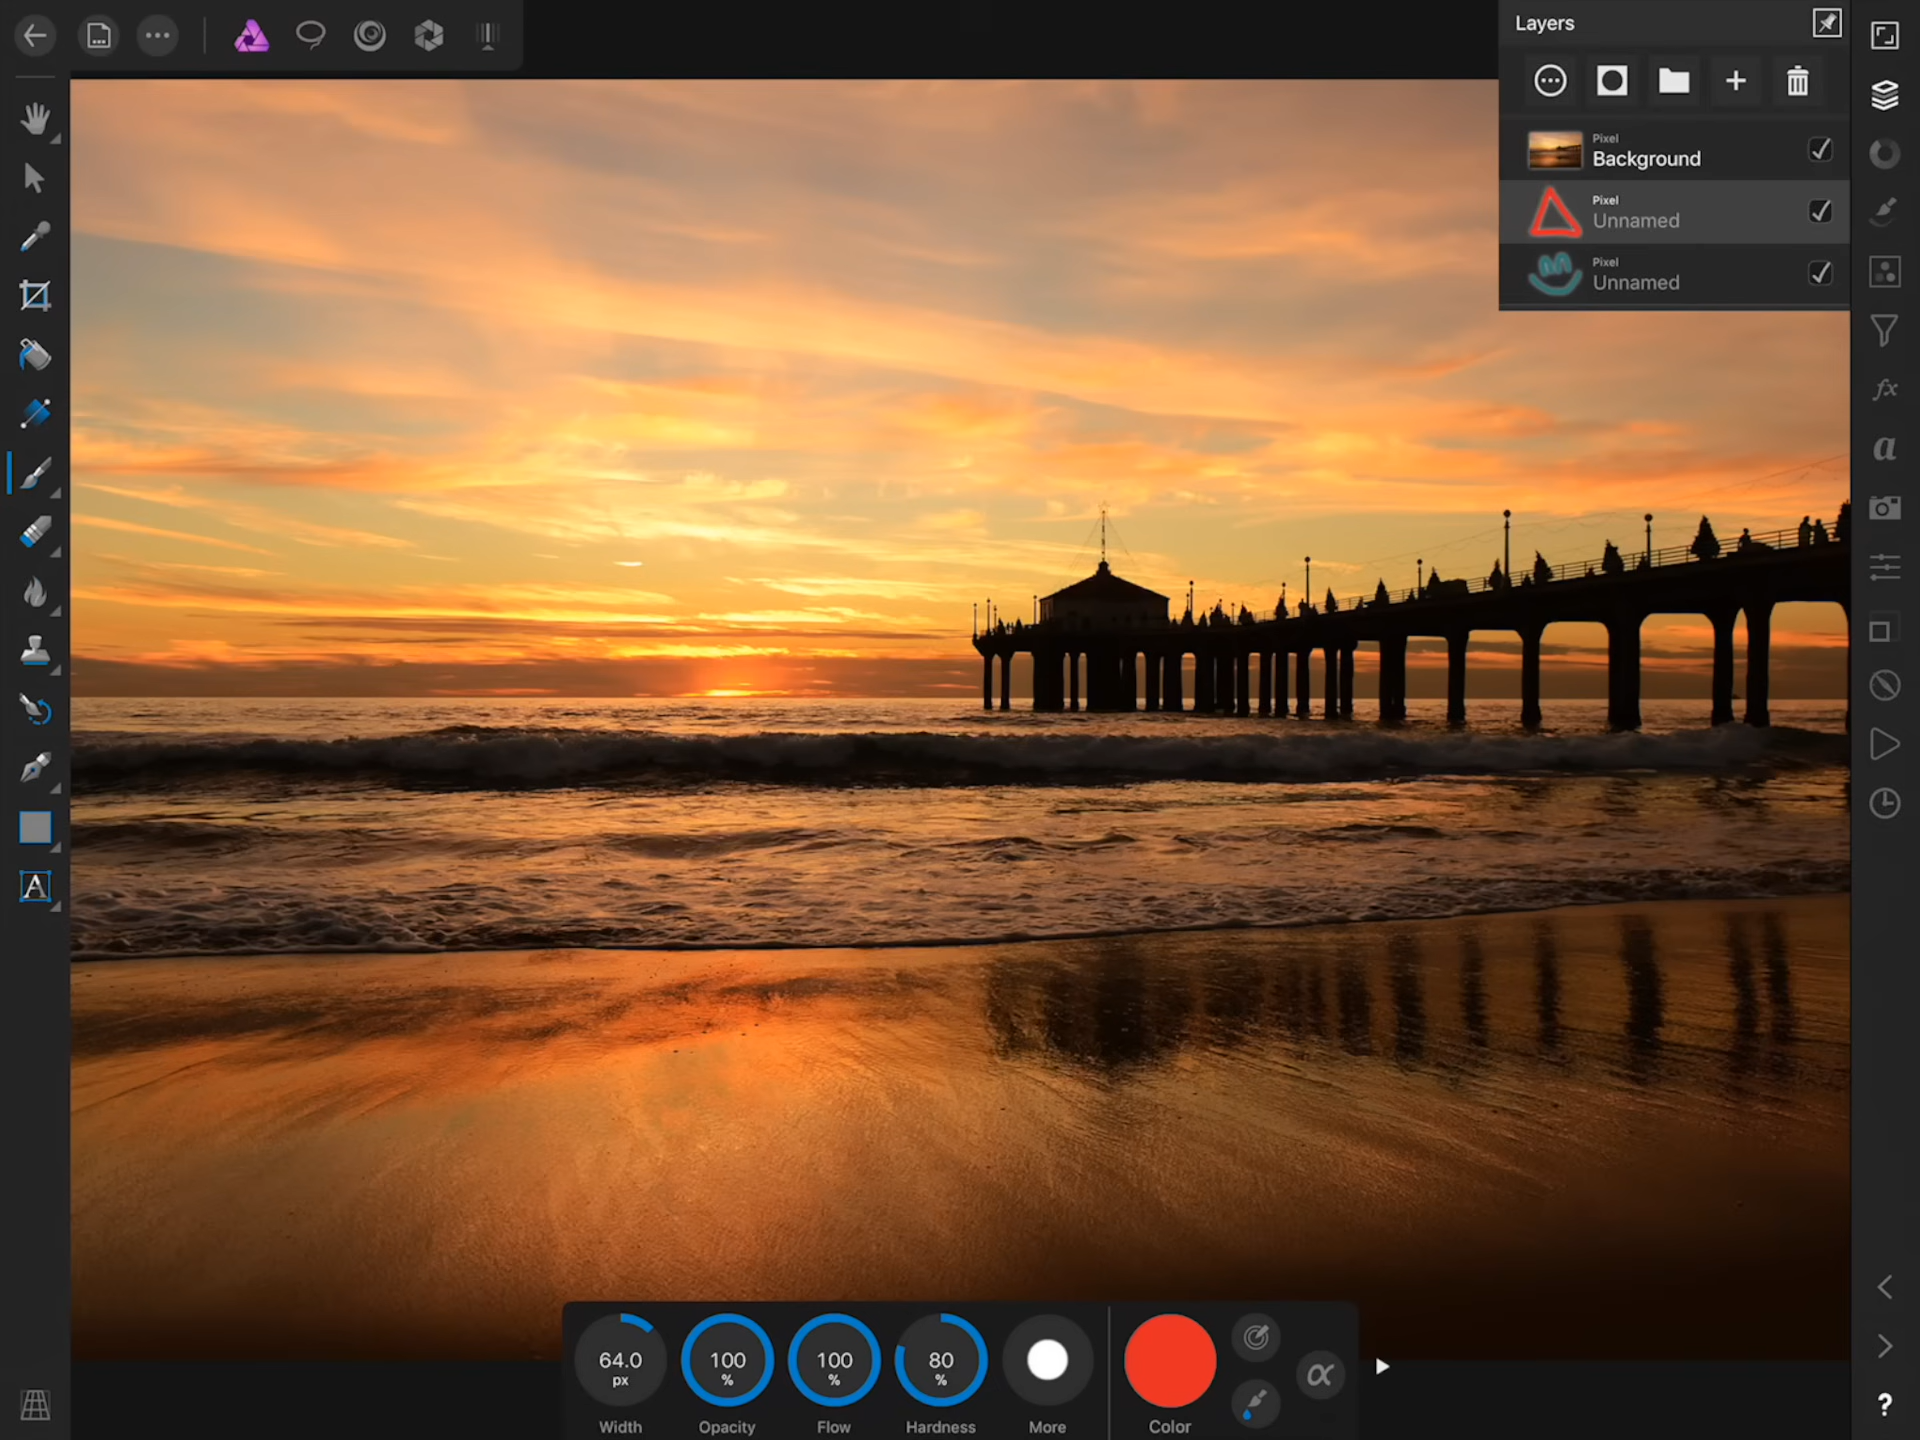 Layers
Pixel
Background
Pixel
Unnamed
Pixel
Unnamed
fx
a
A
64.0
px
100
%
100
%
80
%
α
Width
Opacity
Flow
Hardness
More
Color
?